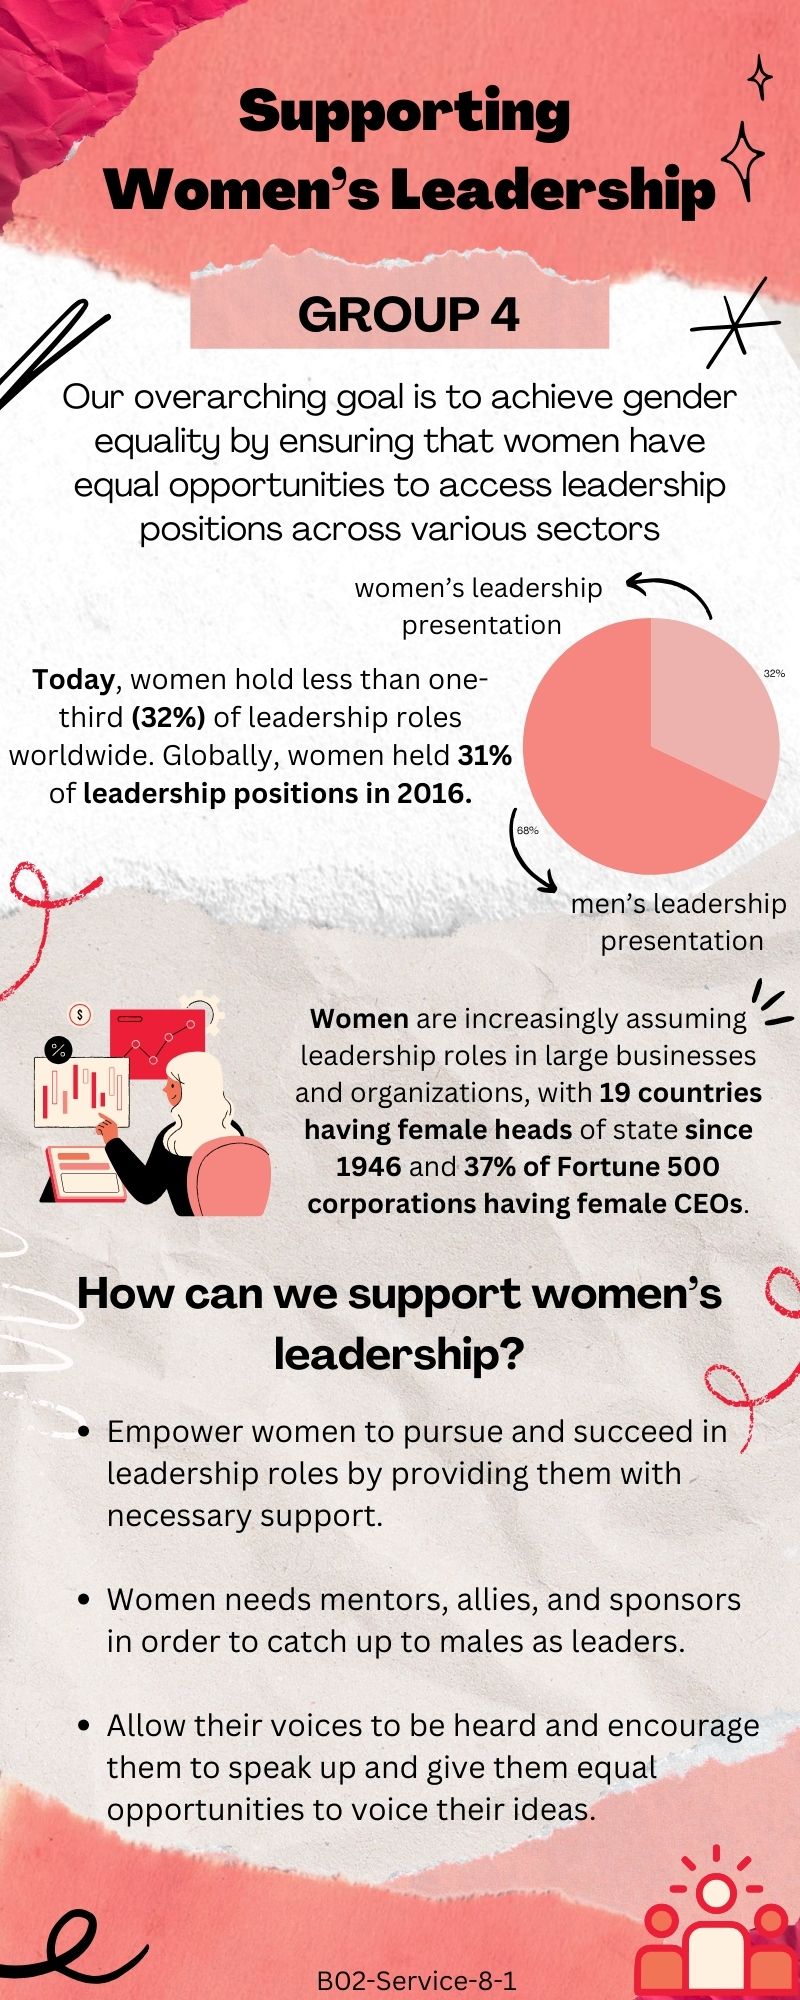 Supporting
Women's Leadership
GROUP 4
Our overarching goal is to achieve gender
equality by ensuring that women have
equal opportunities to access leadership
positions across various sectors
women's leadership
presentation
32%
Today, women hold less than one-
third (32%) of leadership roles
worldwide. Globally, women held 31%
of leadership positions in 2016.
68%
men's leadership
presentation
$
%
Women are increasingly assuming
leadership roles in large businesses
and organizations, with 19 countries
having female heads of state since
1946 and 37% of Fortune 500
corporations having female CEOs.
How can we support women's
leadership?
• Empower women to pursue and succeed in
leadership roles by providing them with
necessary support.
• Women needs mentors, allies, and sponsors
in order to catch up to males as leaders.
• Allow their voices to be heard and encourage
them to speak up and give them equal
opportunities to voice their ideas.
B02-Service-8-1